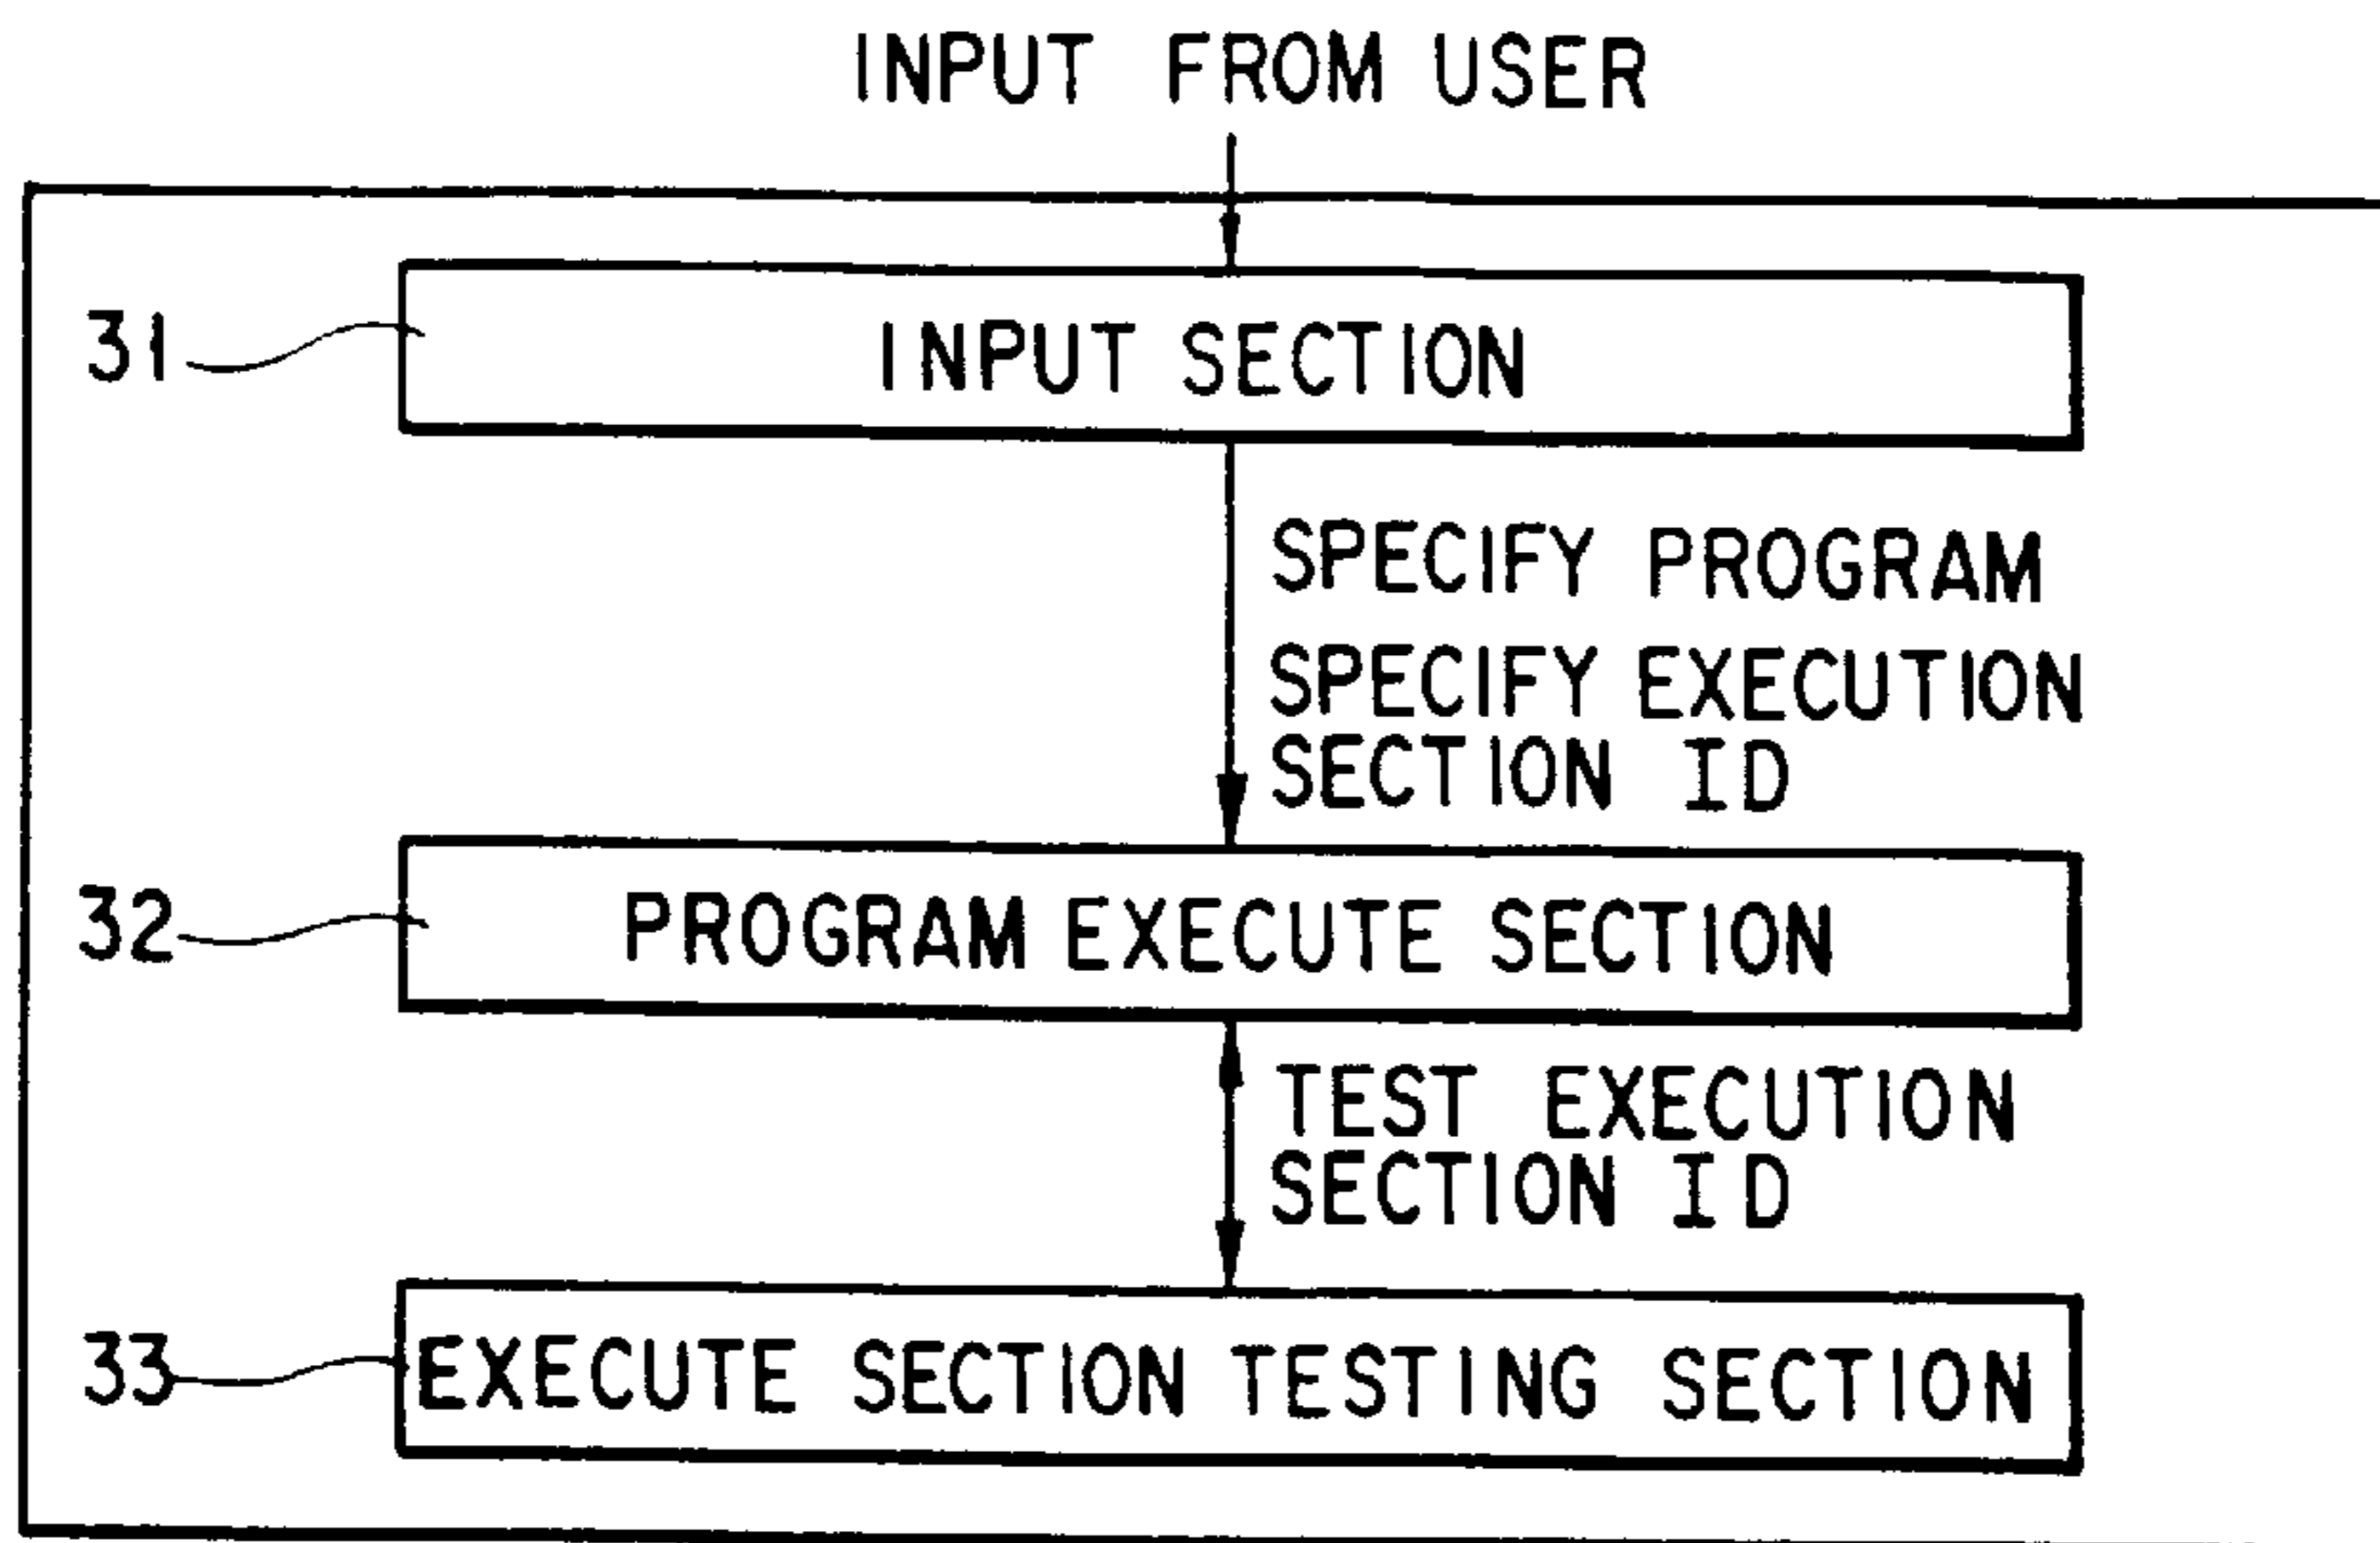 INPUT FROM USER
31
INPUT SECTION
SPECIFY PROGRAM
SPECIFY EXECUTION
SECTION ID
32
PROGRAM EXECUTE SECTION
TEST EXECUTION
SECTION ID
33
EXECUTE SECTION TESTING SECTION